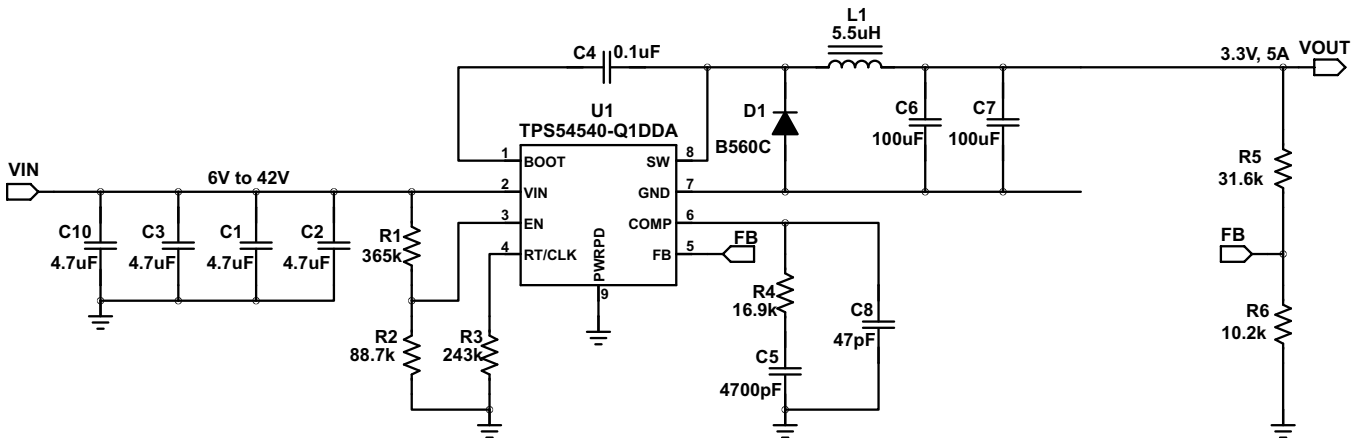 L1
5.5uH
C4 0.1uF
3.3V, 5A VOUT
U1
TPS54540-Q1DDA
D1
B560C
C6
100uF
C7
100uF
1 BOOT SW 8
2 VIN GND 7
3 EN COMP 6
4 RT/CLK FB 5
PWRPD
9
FB
VIN
6V to 42V
C10
4.7uF
C3
4.7uF
C1
4.7uF
C2
4.7uF
R1
365k
R2
88.7k
R3
243k
R4
16.9k
C5
4700pF
C8
47pF
R5
31.6k
FB
R6
10.2k